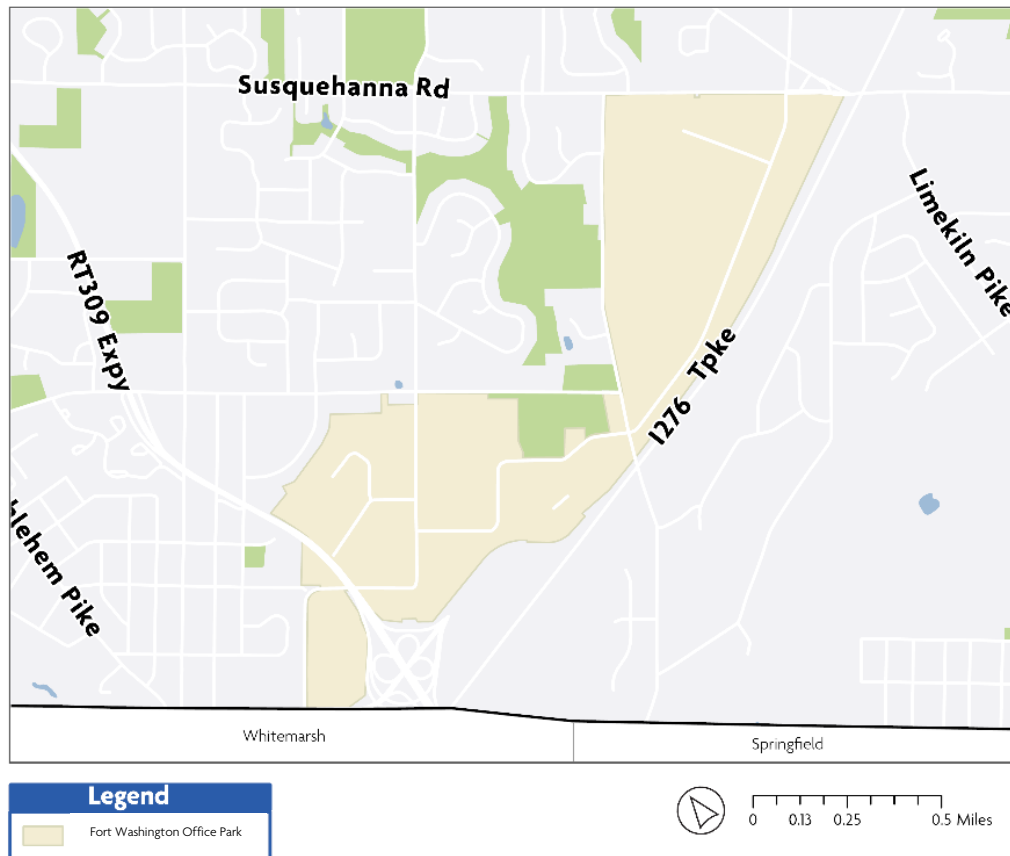 Susquehanna Rd
Limekiln Pike
RT309 Expy
I276 Tpke
hlehem Pike
Whitemarsh
Springfield
Legend
Fort Washington Office Park
0 0.13 0.25 0.5 Miles